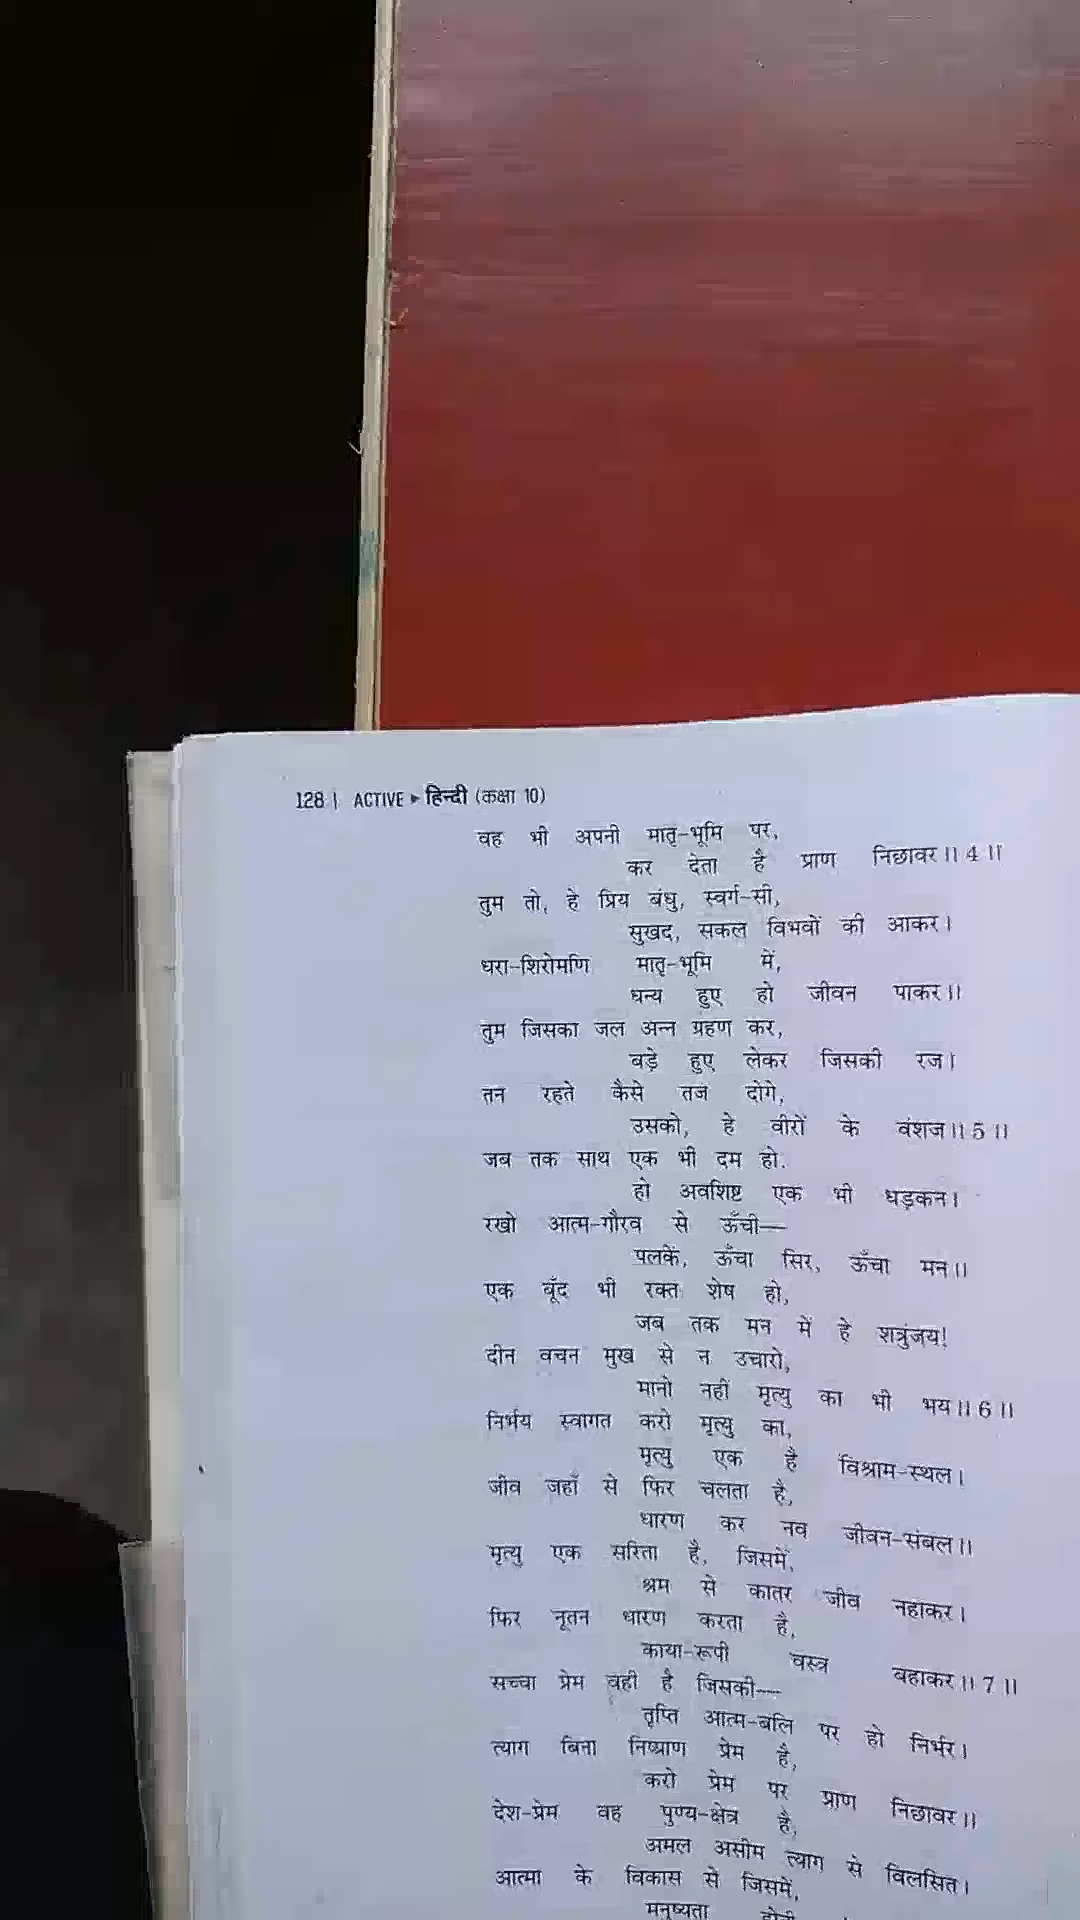 128 | ACTIVE ▸ हिन्दी (कक्षा 10)
वह भी अपनी मातृ-भूमि पर,
कर देता है प्राण निछावर॥ 4 ॥
तुम तो, हे प्रिय बंधु, स्वर्ग-सी,
सुखद, सकल विभवों की आकर।
धरा-शिरोमणि मातृ-भूमि में,
धन्य हुए हो जीवन पाकर॥
तुम जिसका जल अन्न ग्रहण कर,
बड़े हुए लेकर जिसकी रज।
तन रहते कैसे तज दोगे,
उसको, हे वीरों के वंशज॥ 5 ॥
जब तक साथ एक भी दम हो.
हो अवशिष्ट एक भी धड़कन।
रखो आत्म-गौरव से ऊँची—
पलकें, ऊँचा सिर, ऊँचा मन॥
एक बूँद भी रक्त शेष हो,
जब तक मन में हे शत्रुंजय!
दीन वचन मुख से न उचारो,
मानो नहीं मृत्यु का भी भय॥ 6 ॥
निर्भय स्वागत करो मृत्यु का,
मृत्यु एक है विश्राम-स्थल।
जीव जहाँ से फिर चलता है,
धारण कर नव जीवन-संबल॥
मृत्यु एक सरिता है, जिसमें,
श्रम से कातर जीव नहाकर।
फिर नूतन धारण करता है,
काया-रूपी वस्त्र बहाकर॥ 7 ॥
सच्चा प्रेम वही है जिसकी—
तृप्ति आत्म-बलि पर हो निर्भर।
त्याग बिना निष्प्राण प्रेम है,
करो प्रेम पर प्राण निछावर॥
देश-प्रेम वह पुण्य-क्षेत्र है,
अमल असीम त्याग से विलसित।
आत्मा के विकास से जिसमें,
मनुष्यता